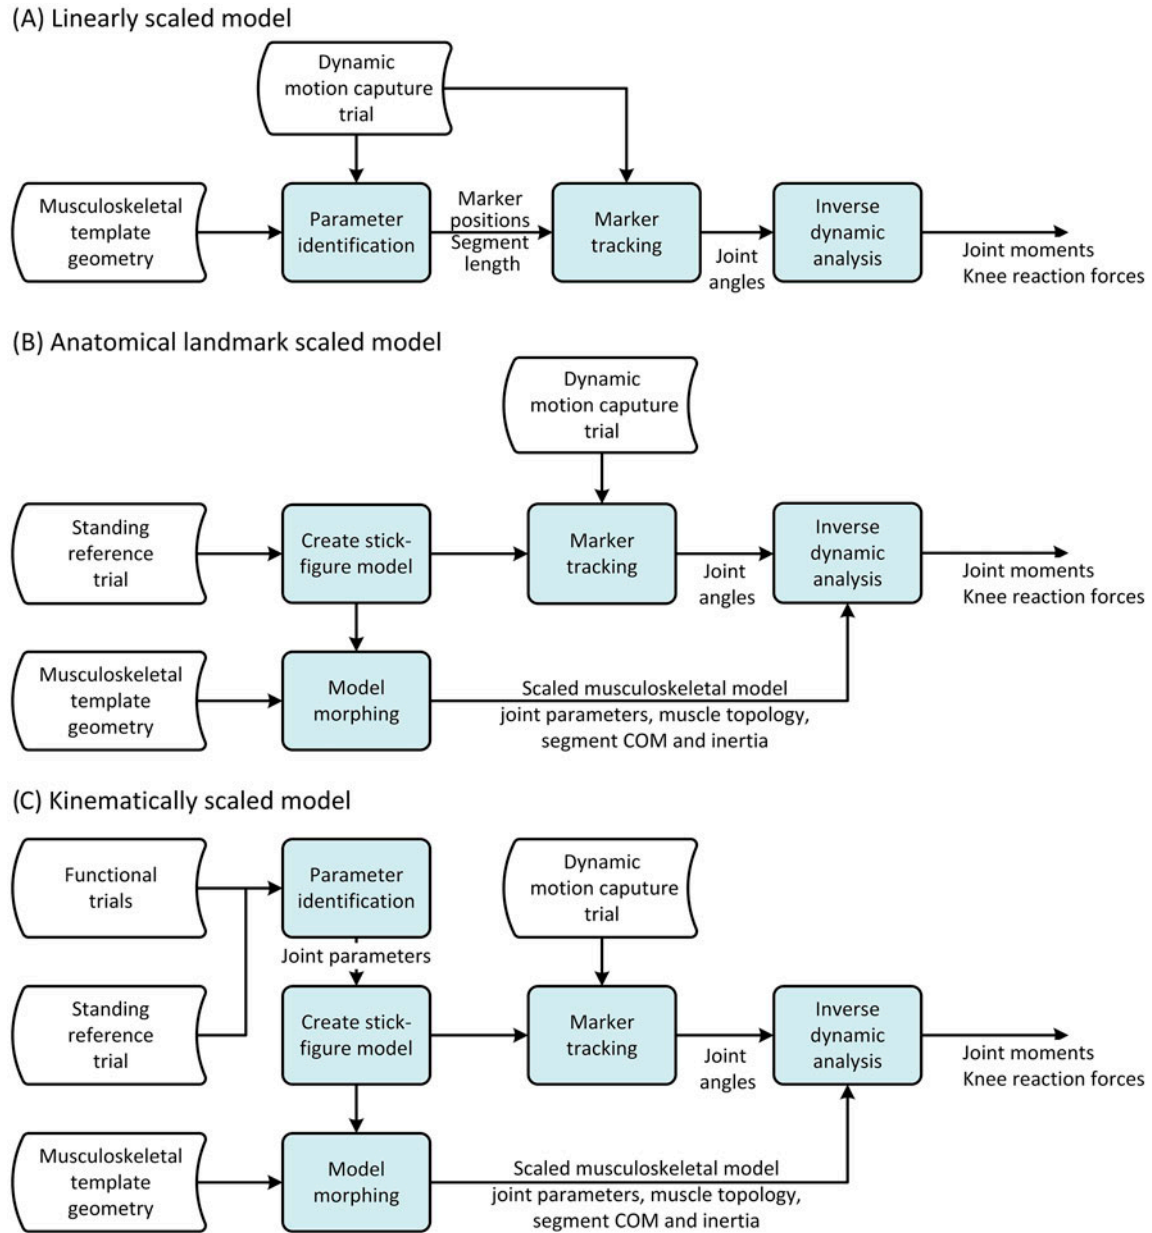 (A) Linearly scaled model
Dynamic
motion caputure
trial
Musculoskeletal
template
geometry
Parameter
identification
Marker
positions
Segment
length
Marker
tracking
Joint
angles
Inverse
dynamic
analysis
Joint moments
Knee reaction forces
(B) Anatomical landmark scaled model
Dynamic
motion caputure
trial
Standing
reference
trial
Create stick-
figure model
Marker
tracking
Joint
angles
Inverse
dynamic
analysis
Joint moments
Knee reaction forces
Musculoskeletal
template
geometry
Model
morphing
Scaled musculoskeletal model
joint parameters, muscle topology,
segment COM and inertia
(C) Kinematically scaled model
Functional
trials
Parameter
identification
Dynamic
motion caputure
trial
Joint parameters
Standing
reference
trial
Create stick-
figure model
Marker
tracking
Joint
angles
Inverse
dynamic
analysis
Joint moments
Knee reaction forces
Musculoskeletal
template
geometry
Model
morphing
Scaled musculoskeletal model
joint parameters, muscle topology,
segment COM and inertia